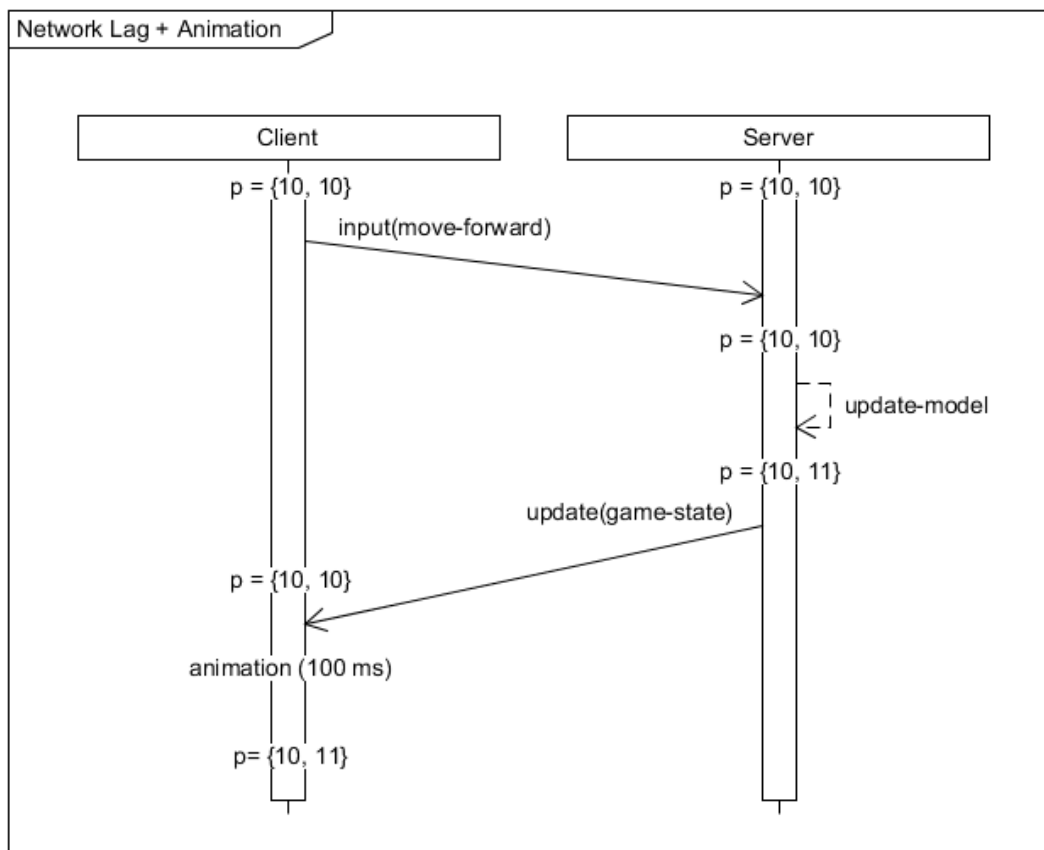 Network Lag + Animation
Client
Server
p = {10, 10}
p = {10, 10}
input(move-forward)
p = {10, 10}
update-model
p = {10, 11}
update(game-state)
p = {10, 10}
animation (100 ms)
p= {10, 11}